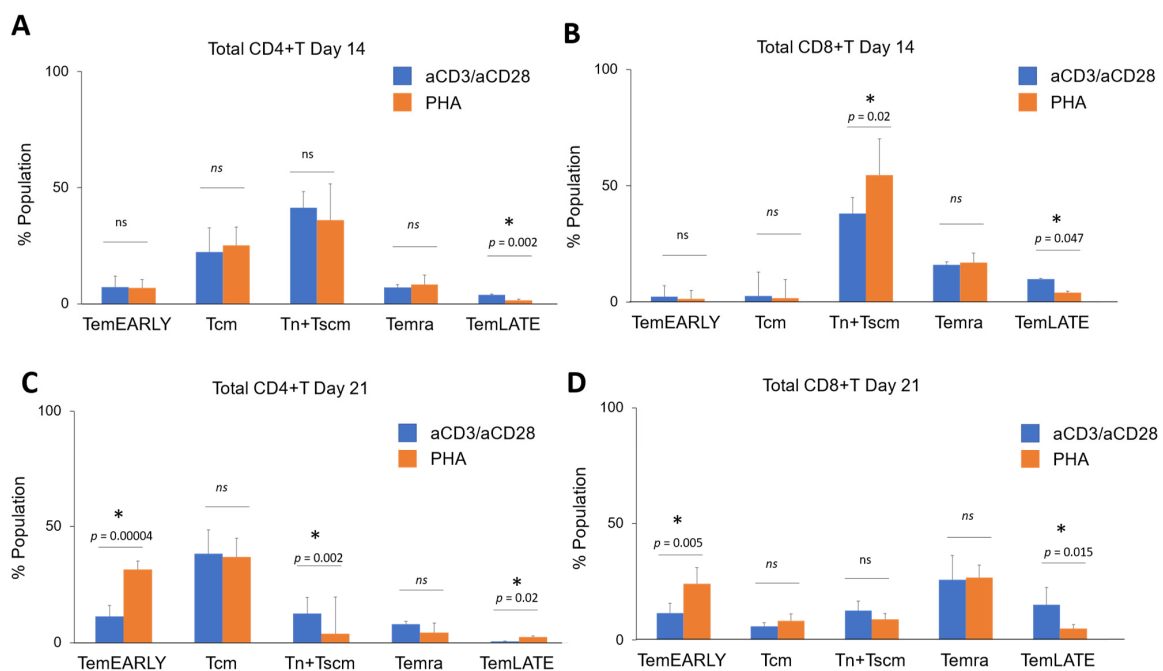 A
Total CD4+T Day 14
100
50
0
% Population
aCD3/aCD28
PHA
ns
ns
ns
ns
*
p = 0.002
TemEARLY Tcm Tn+Tscm Temra TemLATE
B
Total CD8+T Day 14
100
50
0
% Population
aCD3/aCD28
PHA
ns
ns
*
p = 0.02
ns
*
p = 0.047
TemEARLY Tcm Tn+Tscm Temra TemLATE
C
Total CD4+T Day 21
100
50
0
% Population
aCD3/aCD28
PHA
*
p = 0.00004
ns
*
p = 0.002
ns
*
p = 0.02
TemEARLY Tcm Tn+Tscm Temra TemLATE
D
Total CD8+T Day 21
100
50
0
% Population
aCD3/aCD28
PHA
*
p = 0.005
ns
ns
ns
*
p = 0.015
TemEARLY Tcm Tn+Tscm Temra TemLATE